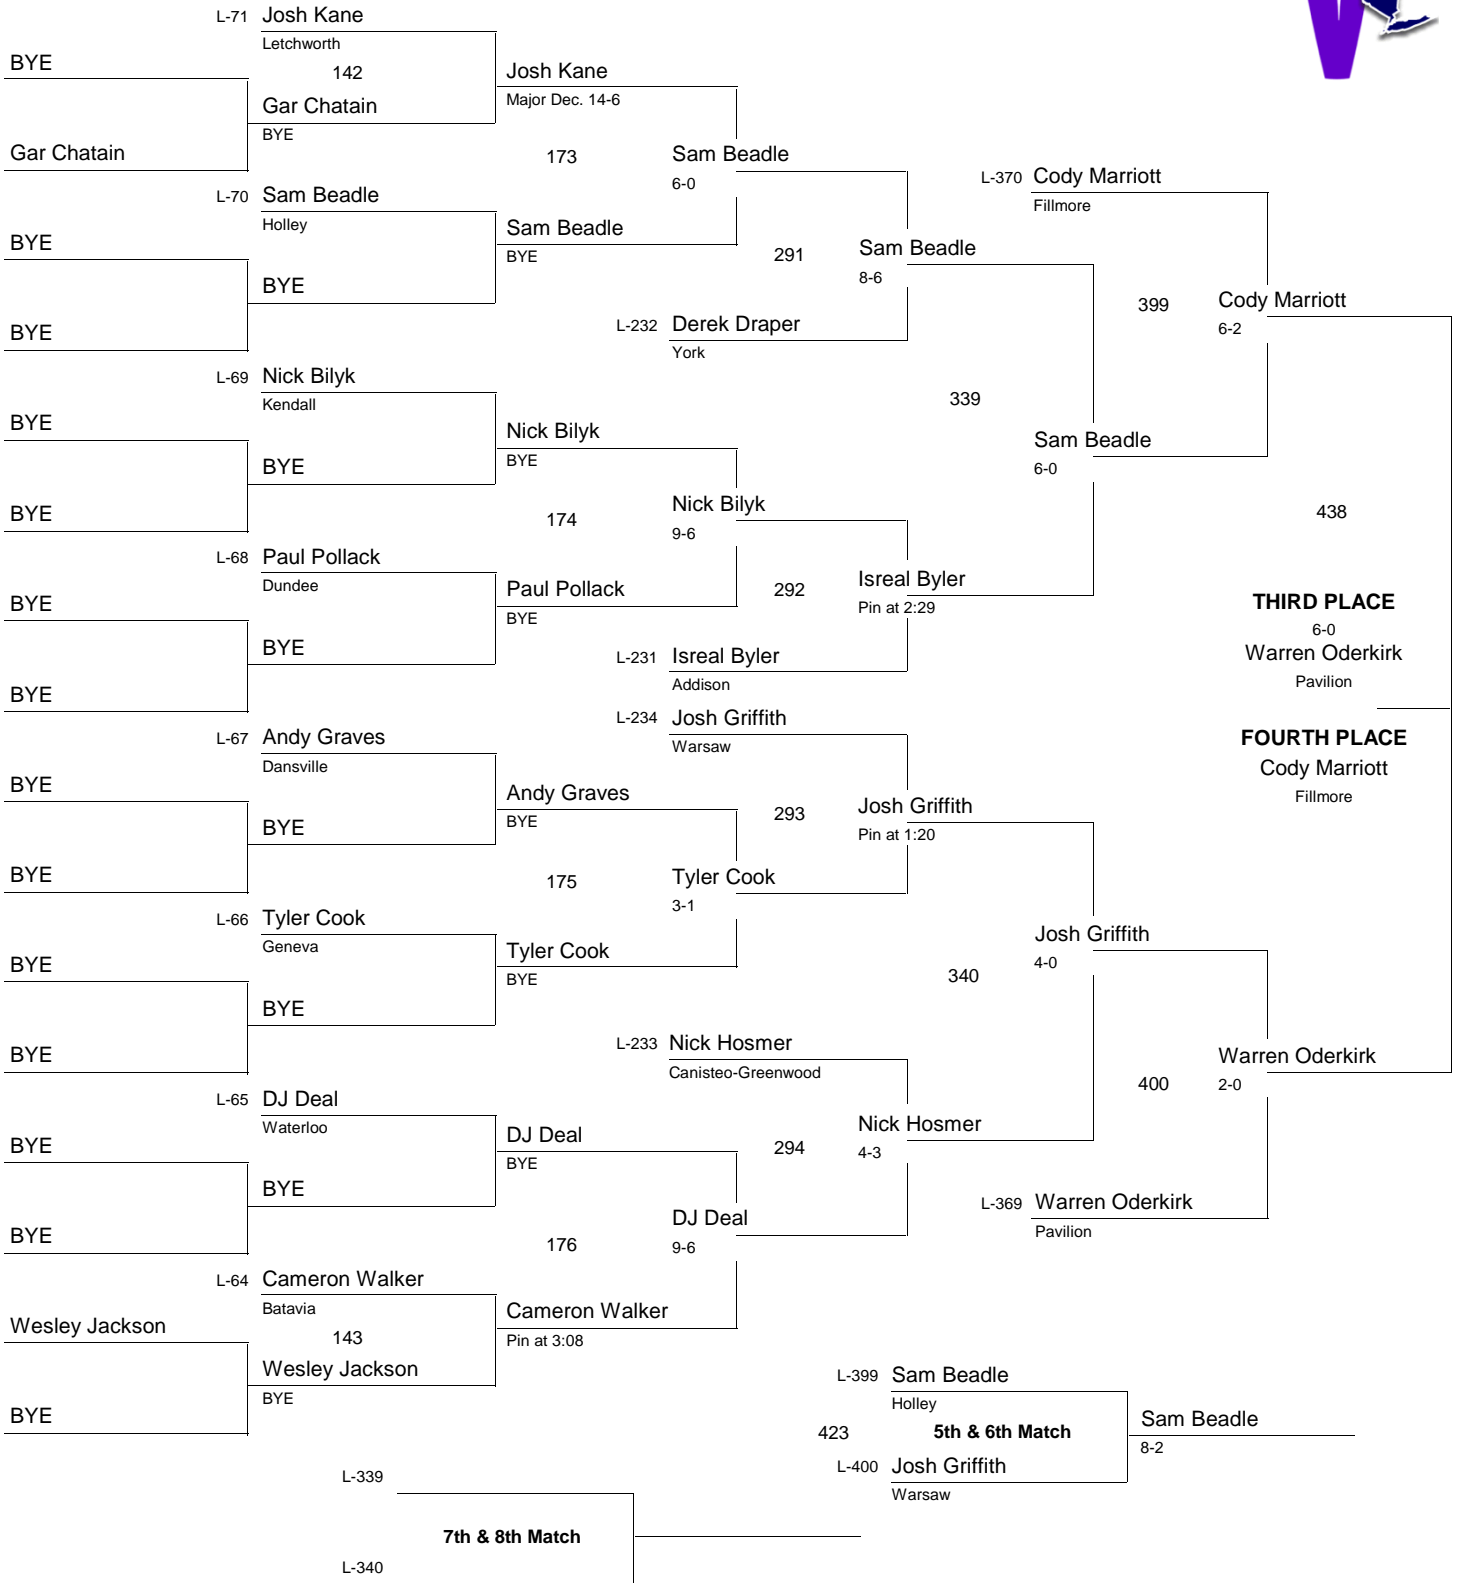 L-71 Josh Kane
Letchworth
BYE
142
Josh Kane
Major Dec. 14-6
Gar Chatain
BYE
Gar Chatain
173
Sam Beadle
6-0
L-370 Cody Marriott
Fillmore
L-70 Sam Beadle
Holley
Sam Beadle
BYE
BYE
291
Sam Beadle
8-6
BYE
399
Cody Marriott
6-2
L-232 Derek Draper
York
BYE
L-69 Nick Bilyk
Kendall
339
BYE
Nick Bilyk
BYE
Sam Beadle
6-0
BYE
Nick Bilyk
9-6
BYE
174
438
L-68 Paul Pollack
Dundee
Paul Pollack
BYE
292
Isreal Byler
Pin at 2:29
BYE
THIRD PLACE
6-0
Warren Oderkirk
Pavilion
BYE
L-231 Isreal Byler
Addison
BYE
L-234 Josh Griffith
Warsaw
L-67 Andy Graves
Dansville
FOURTH PLACE
Cody Marriott
Fillmore
BYE
Andy Graves
BYE
293
Josh Griffith
Pin at 1:20
BYE
BYE
175
Tyler Cook
3-1
L-66 Tyler Cook
Geneva
Josh Griffith
4-0
BYE
Tyler Cook
BYE
340
BYE
L-233 Nick Hosmer
Canisteo-Greenwood
BYE
Warren Oderkirk
2-0
400
L-65 DJ Deal
Waterloo
BYE
DJ Deal
BYE
294
Nick Hosmer
4-3
BYE
L-369 Warren Oderkirk
Pavilion
BYE
176
DJ Deal
9-6
L-64 Cameron Walker
Batavia
Wesley Jackson
143
Cameron Walker
Pin at 3:08
Wesley Jackson
BYE
BYE
L-399 Sam Beadle
Holley
423
5th & 6th Match
Sam Beadle
8-2
L-400 Josh Griffith
Warsaw
L-339
7th & 8th Match
L-340